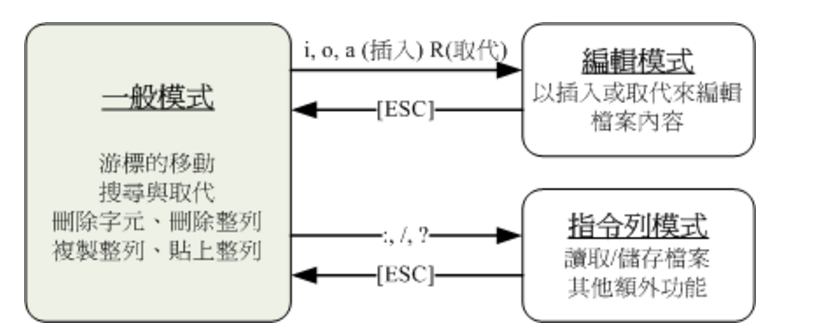 一般模式
游標的移動
搜尋與取代
刪除字元、刪除整列
複製整列、貼上整列
i, o, a (插入) R(取代)
[ESC]
編輯模式
以插入或取代來編輯
檔案內容
:, /, ?
[ESC]
指令列模式
讀取/儲存檔案
其他額外功能